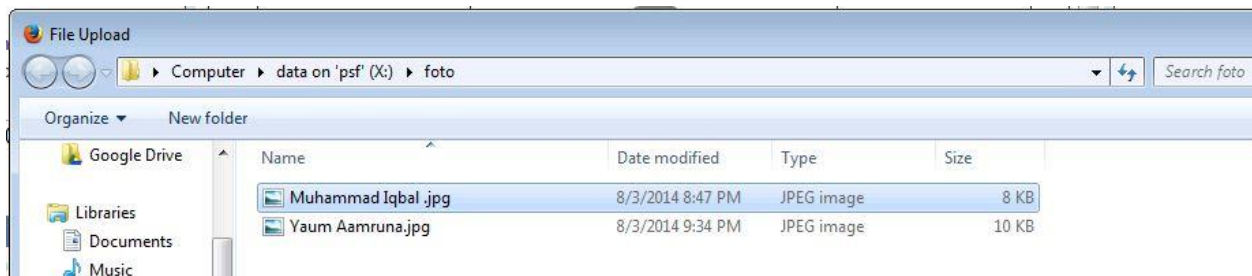 File Upload
Computer ▸ data on 'psf' (X:) ▸ foto
Search foto
Organize
New folder
Google Drive
Name
Date modified
Type
Size
Muhammad Iqbal .jpg
8/3/2014 8:47 PM
JPEG image
8 KB
Libraries
Yaum Aamruna.jpg
8/3/2014 9:34 PM
JPEG image
10 KB
Documents
Music